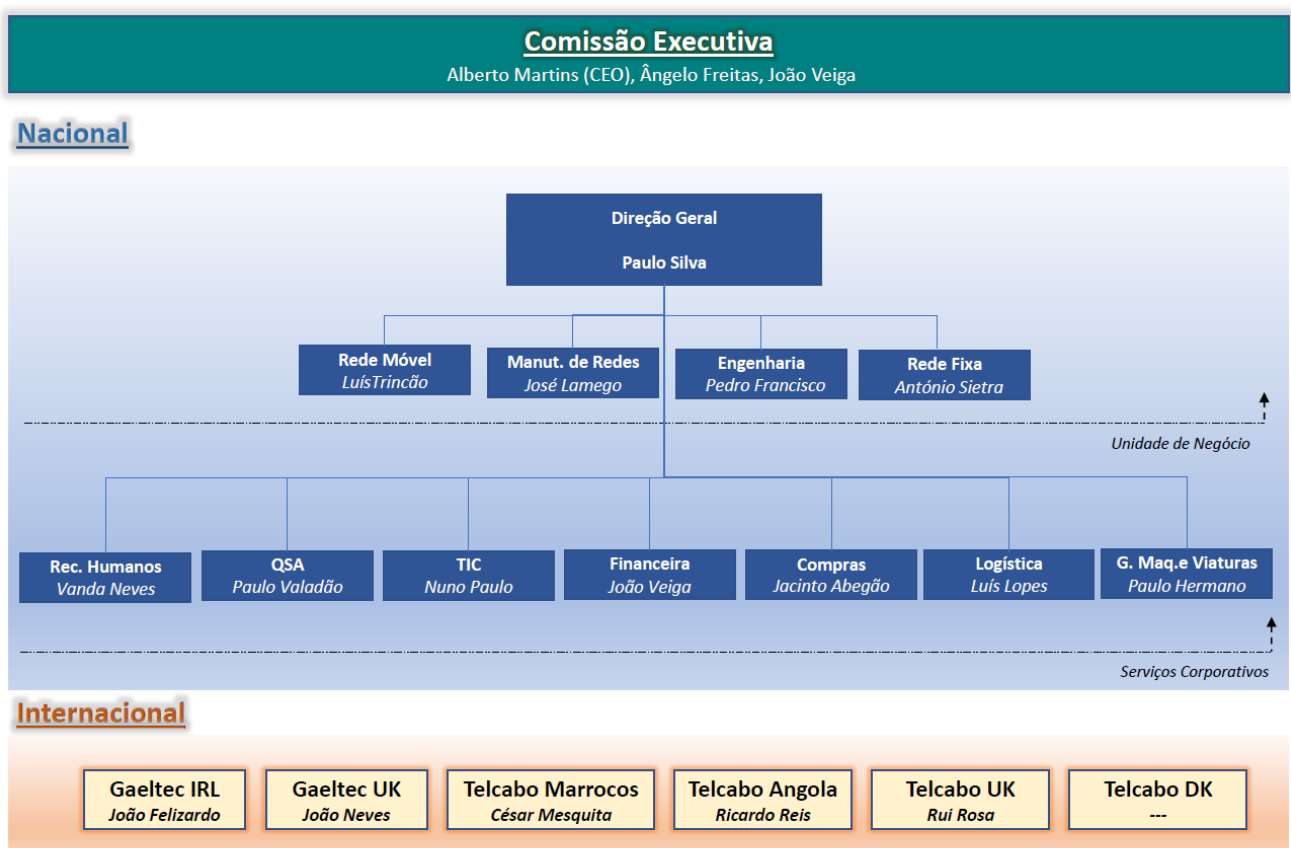 Comissão Executiva
Alberto Martins (CEO), Ângelo Freitas, João Veiga
Nacional
Direção Geral
Paulo Silva
Rede Móvel
LuísTrincão
Manut. de Redes
José Lamego
Engenharia
Pedro Francisco
Rede Fixa
António Sietra
Unidade de Negócio
Rec. Humanos
Vanda Neves
QSA
Paulo Valadão
TIC
Nuno Paulo
Financeira
João Veiga
Compras
Jacinto Abegão
Logística
Luís Lopes
G. Maq.e Viaturas
Paulo Hermano
Serviços Corporativos
Internacional
Gaeltec IRL
João Felizardo
Gaeltec UK
João Neves
Telcabo Marrocos
César Mesquita
Telcabo Angola
Ricardo Reis
Telcabo UK
Rui Rosa
Telcabo DK
---